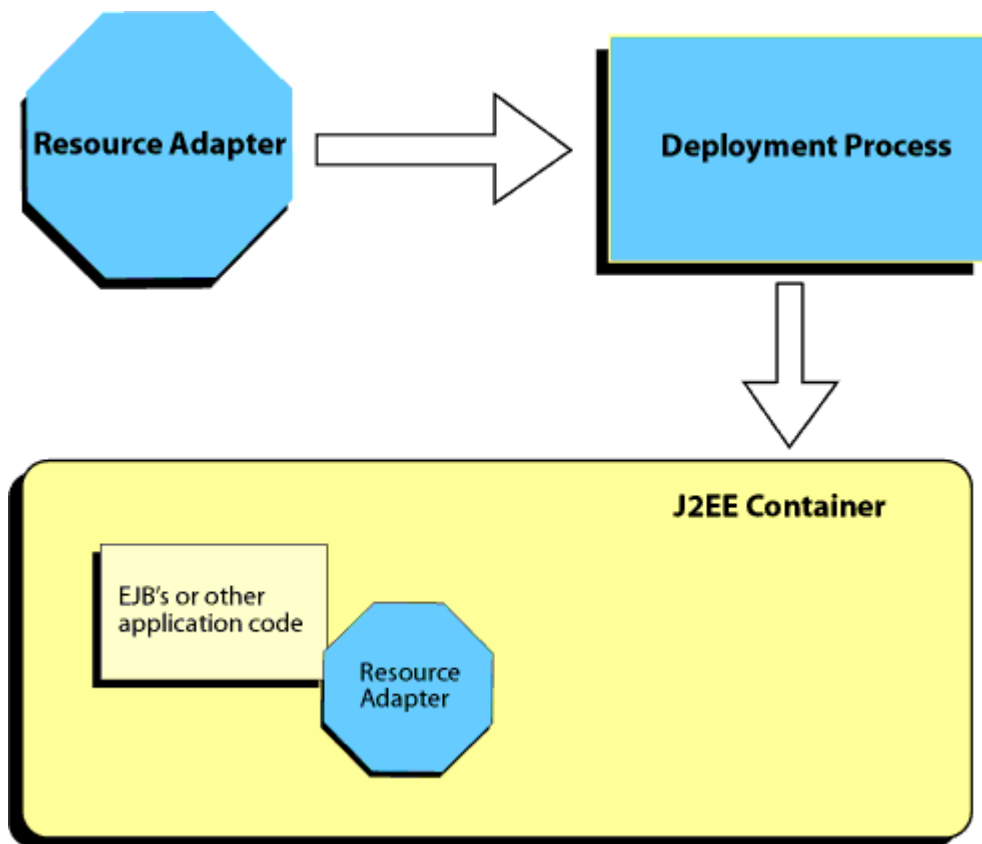 Resource Adapter
Deployment Process
J2EE Container
EJB's or other
application code
Resource
Adapter